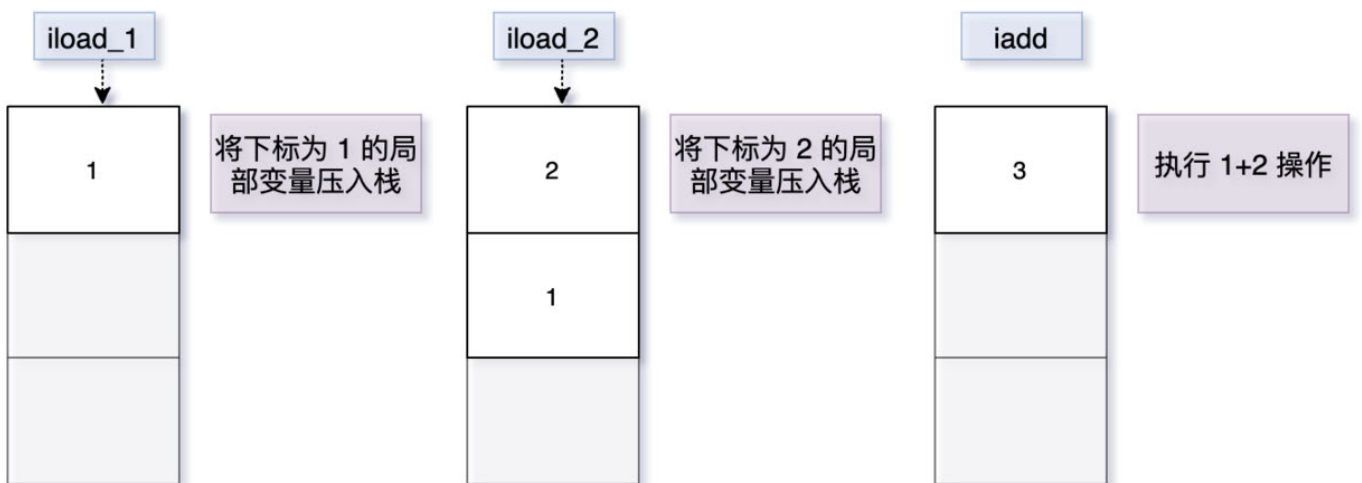 iload_1
1
将下标为 1 的局
部变量压入栈
iload_2
2
1
将下标为 2 的局
部变量压入栈
iadd
3
执行 1+2 操作